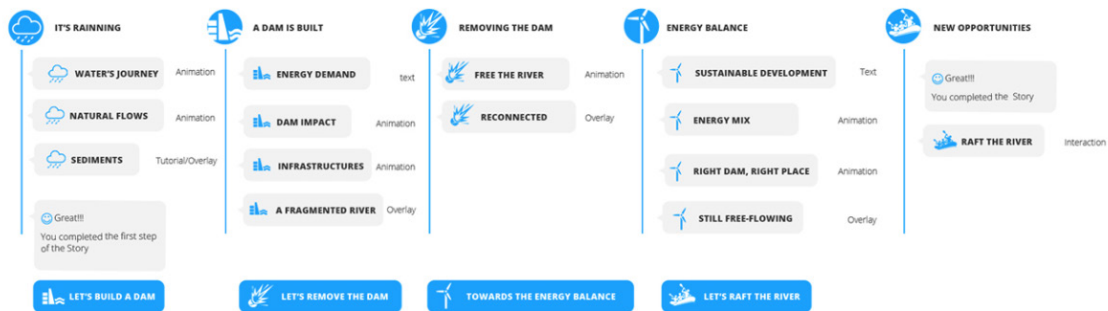 IT'S RAINNING
WATER'S JOURNEY
Animation
NATURAL FLOWS
Animation
SEDIMENTS
Tutorial/Overlay
Great!!!
You completed the first step
of the Story
LET'S BUILD A DAM
A DAM IS BUILT
ENERGY DEMAND
text
DAM IMPACT
Animation
INFRASTRUCTURES
Animation
A FRAGMENTED RIVER
Overlay
LET'S REMOVE THE DAM
REMOVING THE DAM
FREE THE RIVER
Animation
RECONNECTED
Overlay
TOWARDS THE ENERGY BALANCE
ENERGY BALANCE
SUSTAINABLE DEVELOPMENT
Text
ENERGY MIX
Animation
RIGHT DAM, RIGHT PLACE
Animation
STILL FREE-FLOWING
Overlay
LET'S RAFT THE RIVER
NEW OPPORTUNITIES
Great!!!
You completed the Story
RAFT THE RIVER
Interaction